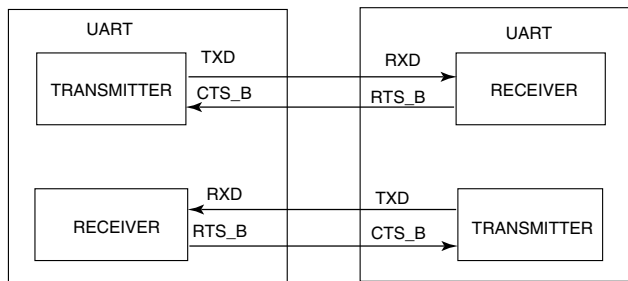 UART UART
TXD RXD
TRANSMITTER RECEIVER
CTS_B RTS_B
RXD TXD
RECEIVER TRANSMITTER
RTS_B CTS_B